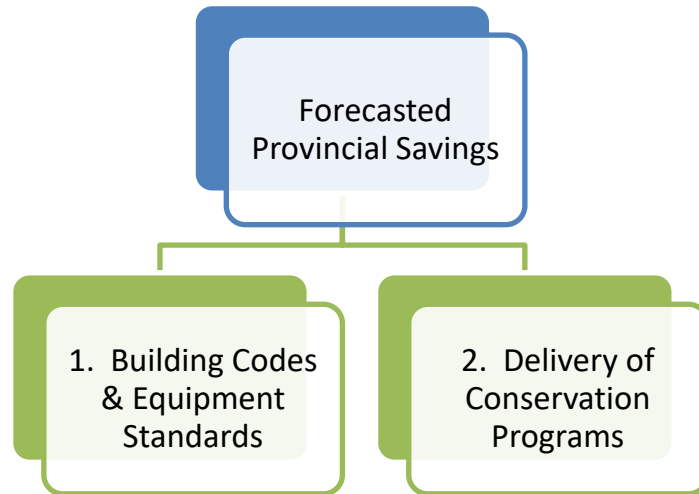 Forecasted
Provincial Savings
1. Building Codes
& Equipment
Standards
2. Delivery of
Conservation
Programs